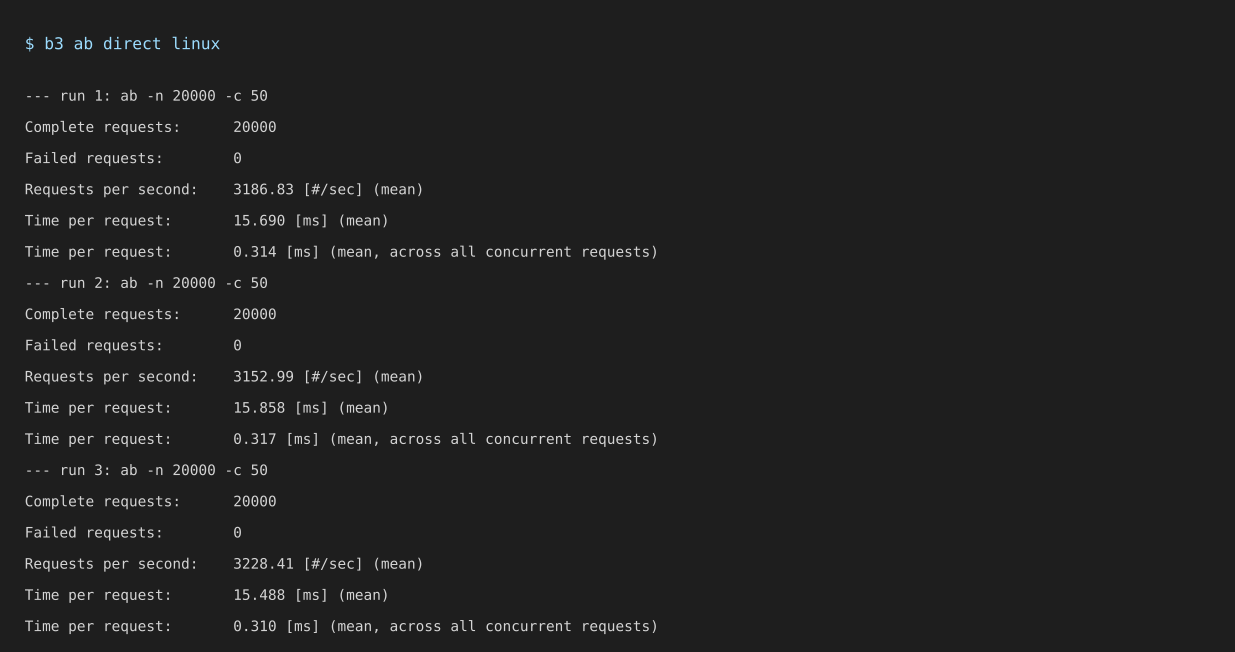 $ b3 ab direct linux
--- run 1: ab -n 20000 -c 50
Complete requests:      20000
Failed requests:        0
Requests per second:    3186.83 [#/sec] (mean)
Time per request:       15.690 [ms] (mean)
Time per request:       0.314 [ms] (mean, across all concurrent requests)
--- run 2: ab -n 20000 -c 50
Complete requests:      20000
Failed requests:        0
Requests per second:    3152.99 [#/sec] (mean)
Time per request:       15.858 [ms] (mean)
Time per request:       0.317 [ms] (mean, across all concurrent requests)
--- run 3: ab -n 20000 -c 50
Complete requests:      20000
Failed requests:        0
Requests per second:    3228.41 [#/sec] (mean)
Time per request:       15.488 [ms] (mean)
Time per request:       0.310 [ms] (mean, across all concurrent requests)